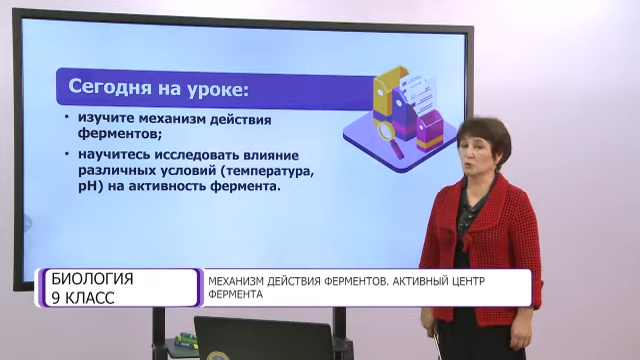 Сегодня на уроке:
• изучите механизм действия
ферментов;
• научитесь исследовать влияние
различных условий (температура,
рН) на активность фермента.
БИОЛОГИЯ
9 КЛАСС
МЕХАНИЗМ ДЕЙСТВИЯ ФЕРМЕНТОВ. АКТИВНЫЙ ЦЕНТР
ФЕРМЕНТА